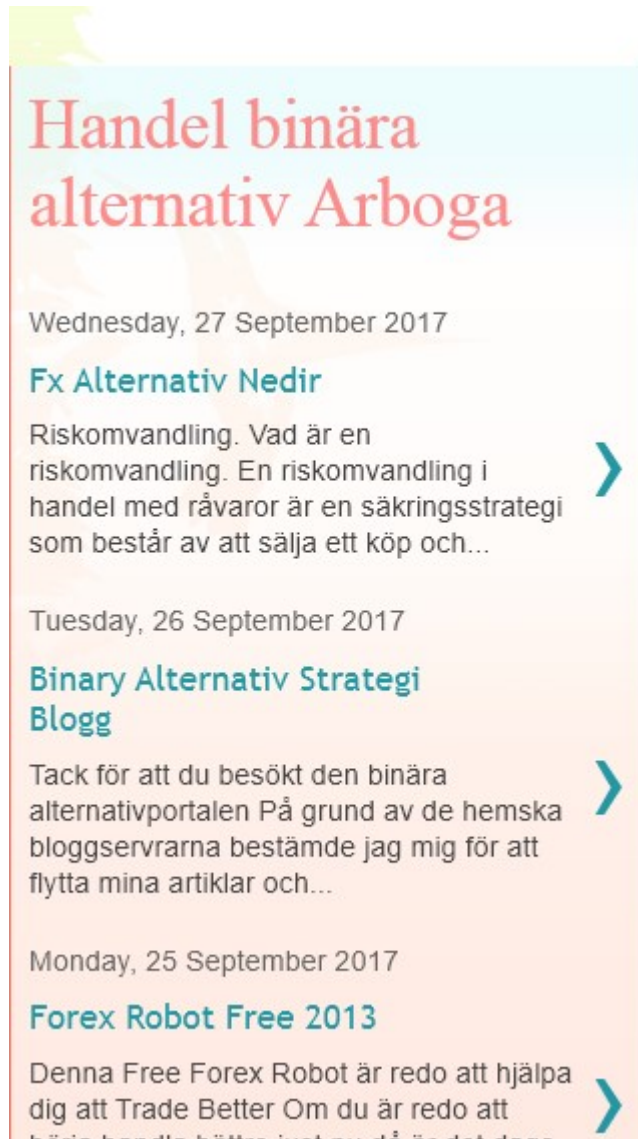 Handel binära
alternativ Arboga
Wednesday, 27 September 2017
Fx Alternativ Nedir
Riskomvandling. Vad är en
riskomvandling. En riskomvandling i
handel med råvaror är en säkringsstrategi
som består av att sälja ett köp och...
Tuesday, 26 September 2017
Binary Alternativ Strategi
Blogg
Tack för att du besökt den binära
alternativportalen På grund av de hemska
bloggservrarna bestämde jag mig för att
flytta mina artiklar och...
Monday, 25 September 2017
Forex Robot Free 2013
Denna Free Forex Robot är redo att hjälpa
dig att Trade Better Om du är redo att